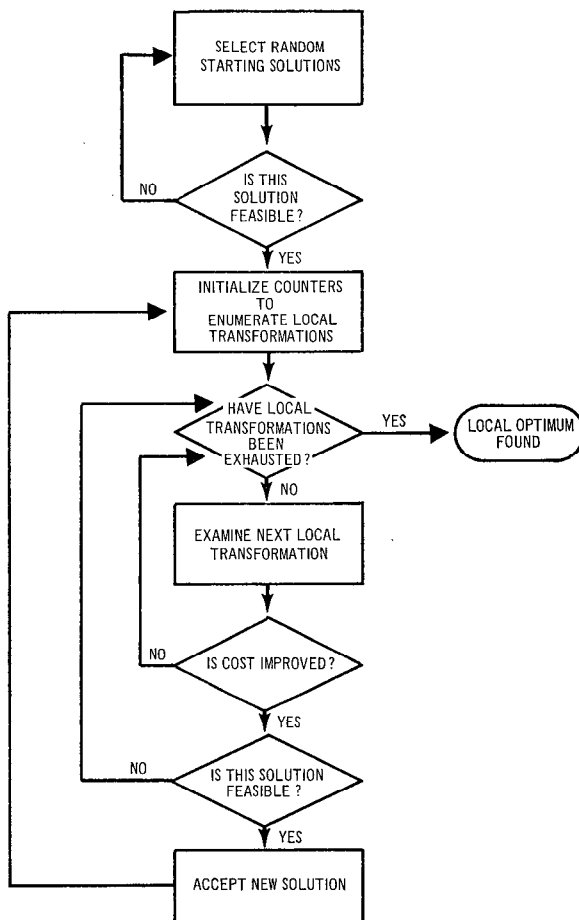 SELECT RANDOM
STARTING SOLUTIONS
NO
IS THIS
SOLUTION
FEASIBLE?
YES
INITIALIZE COUNTERS
TO
ENUMERATE LOCAL
TRANSFORMATIONS
HAVE LOCAL
TRANSFORMATIONS
BEEN
EXHAUSTED?
YES
LOCAL OPTIMUM
FOUND
NO
EXAMINE NEXT LOCAL
TRANSFORMATION
NO
IS COST IMPROVED?
YES
NO
IS THIS SOLUTION
FEASIBLE?
YES
ACCEPT NEW SOLUTION